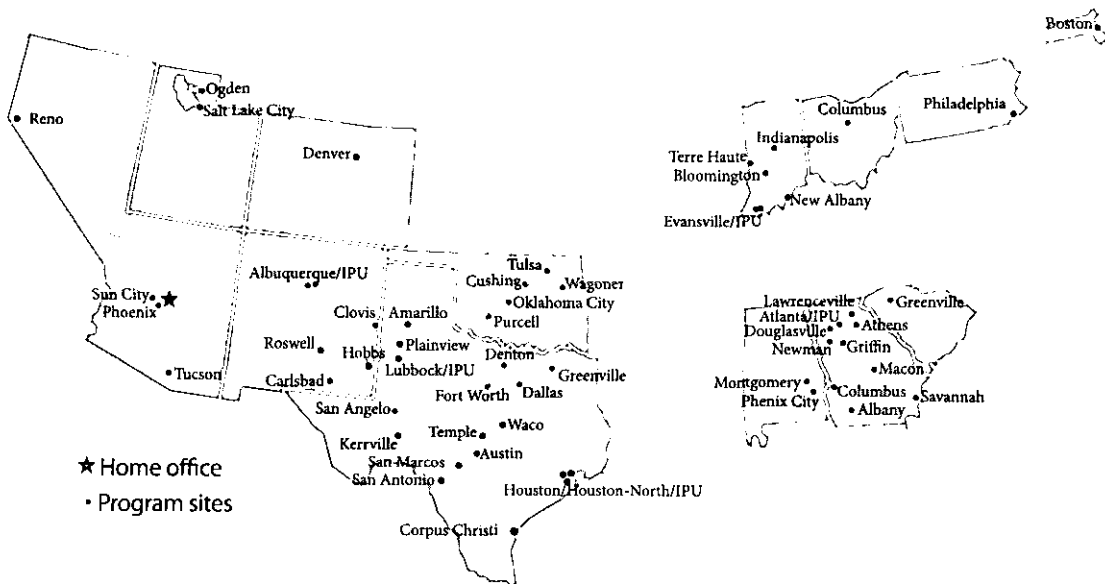 Boston
Ogden
Salt Lake City
Reno
Denver
Columbus
Philadelphia
Indianapolis
Terre Haute
Bloomington
New Albany
Evansville/IPU
Albuquerque/IPU
Tulsa
Cushing
Wagoner
Sun City
Phoenix
Oklahoma City
Clovis
Amarillo
Purcell
Roswell
Plainview
Hobbs
Lubbock/IPU
Denton
Tucson
Carlsbad
Greenville
Fort Worth
Dallas
San Angelo
Kerrville
Temple
Waco
Austin
San Marcos
San Antonio
Houston/Houston-North/IPU
Corpus Christi
Lawrenceville
Greenville
Atlanta/IPU
Athens
Douglasville
Newman
Griffin
Macon
Montgomery
Columbus
Phenix City
Savannah
Albany
Home office
Program sites